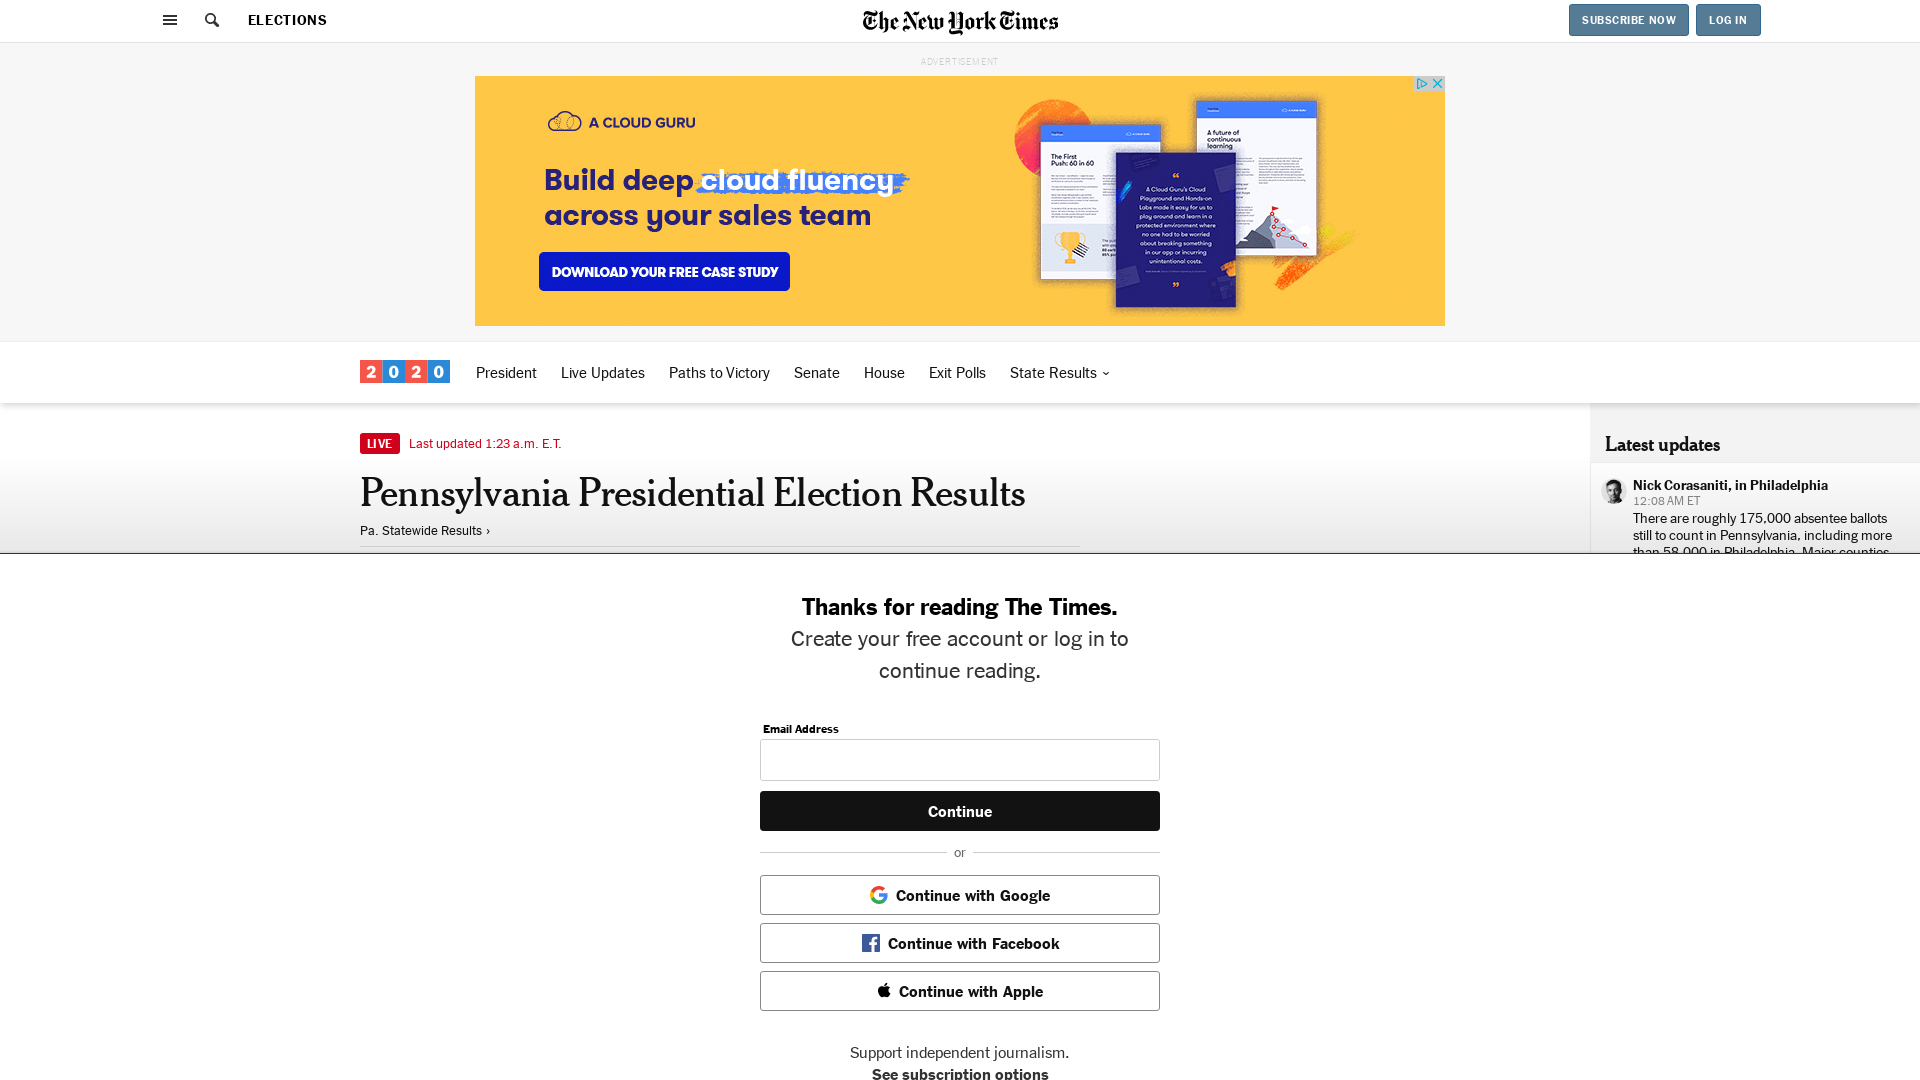 ELECTIONS
The New York Times
SUBSCRIBE NOW
LOG IN
ADVERTISEMENT
A CLOUD GURU
Build deep cloud fluency
across your sales team
DOWNLOAD YOUR FREE CASE STUDY
The First
Push: 60 in 60
A future of
continuous
learning
A Cloud Guru's Cloud
Playground and Hands-on
Labs made it easy for us to
play around and learn in a
protected environment where
no one had to be worried
about breaking something
in our app or incurring
unintentional costs.
2020
President
Live Updates
Paths to Victory
Senate
House
Exit Polls
State Results
LIVE Last updated 1:23 a.m. E.T.
Pennsylvania Presidential Election Results
Pa. Statewide Results ›
Latest updates
Nick Corasaniti, in Philadelphia
12:08 AM ET
There are roughly 175,000 absentee ballots
still to count in Pennsylvania, including more
than 58,000 in Philadelphia. Major counties
Thanks for reading The Times.
Create your free account or log in to
continue reading.
Email Address
Continue
or
Continue with Google
Continue with Facebook
Continue with Apple
Support independent journalism.
See subscription options